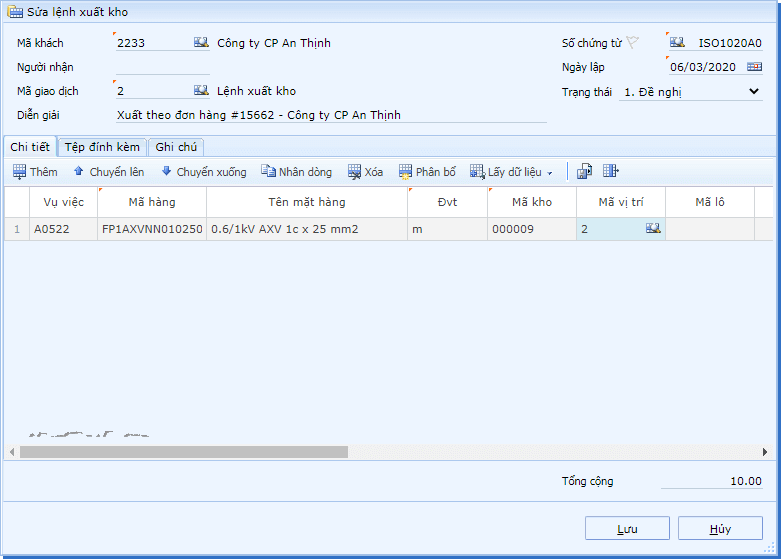 Sửa lệnh xuất kho
Mã khách 2233 Công ty CP An Thịnh Số chứng từ ISO1020A0
Người nhận Ngày lập 06/03/2020
Mã giao dịch 2 Lệnh xuất kho Trạng thái 1. Đề nghị
Diễn giải Xuất theo đơn hàng #15662 - Công ty CP An Thịnh
Chi tiết Tệp đính kèm Ghi chú
Thêm Chuyển lên Chuyển xuống Nhân dòng Xóa Phân bổ Lấy dữ liệu
Vụ việc Mã hàng Tên mặt hàng Đvt Mã kho Mã vị trí Mã lô
1 A0522 FP1AXVNN010250 0.6/1kV AXV 1c x 25 mm2 m 000009 2
Tổng cộng 10.00
Lưu Hủy